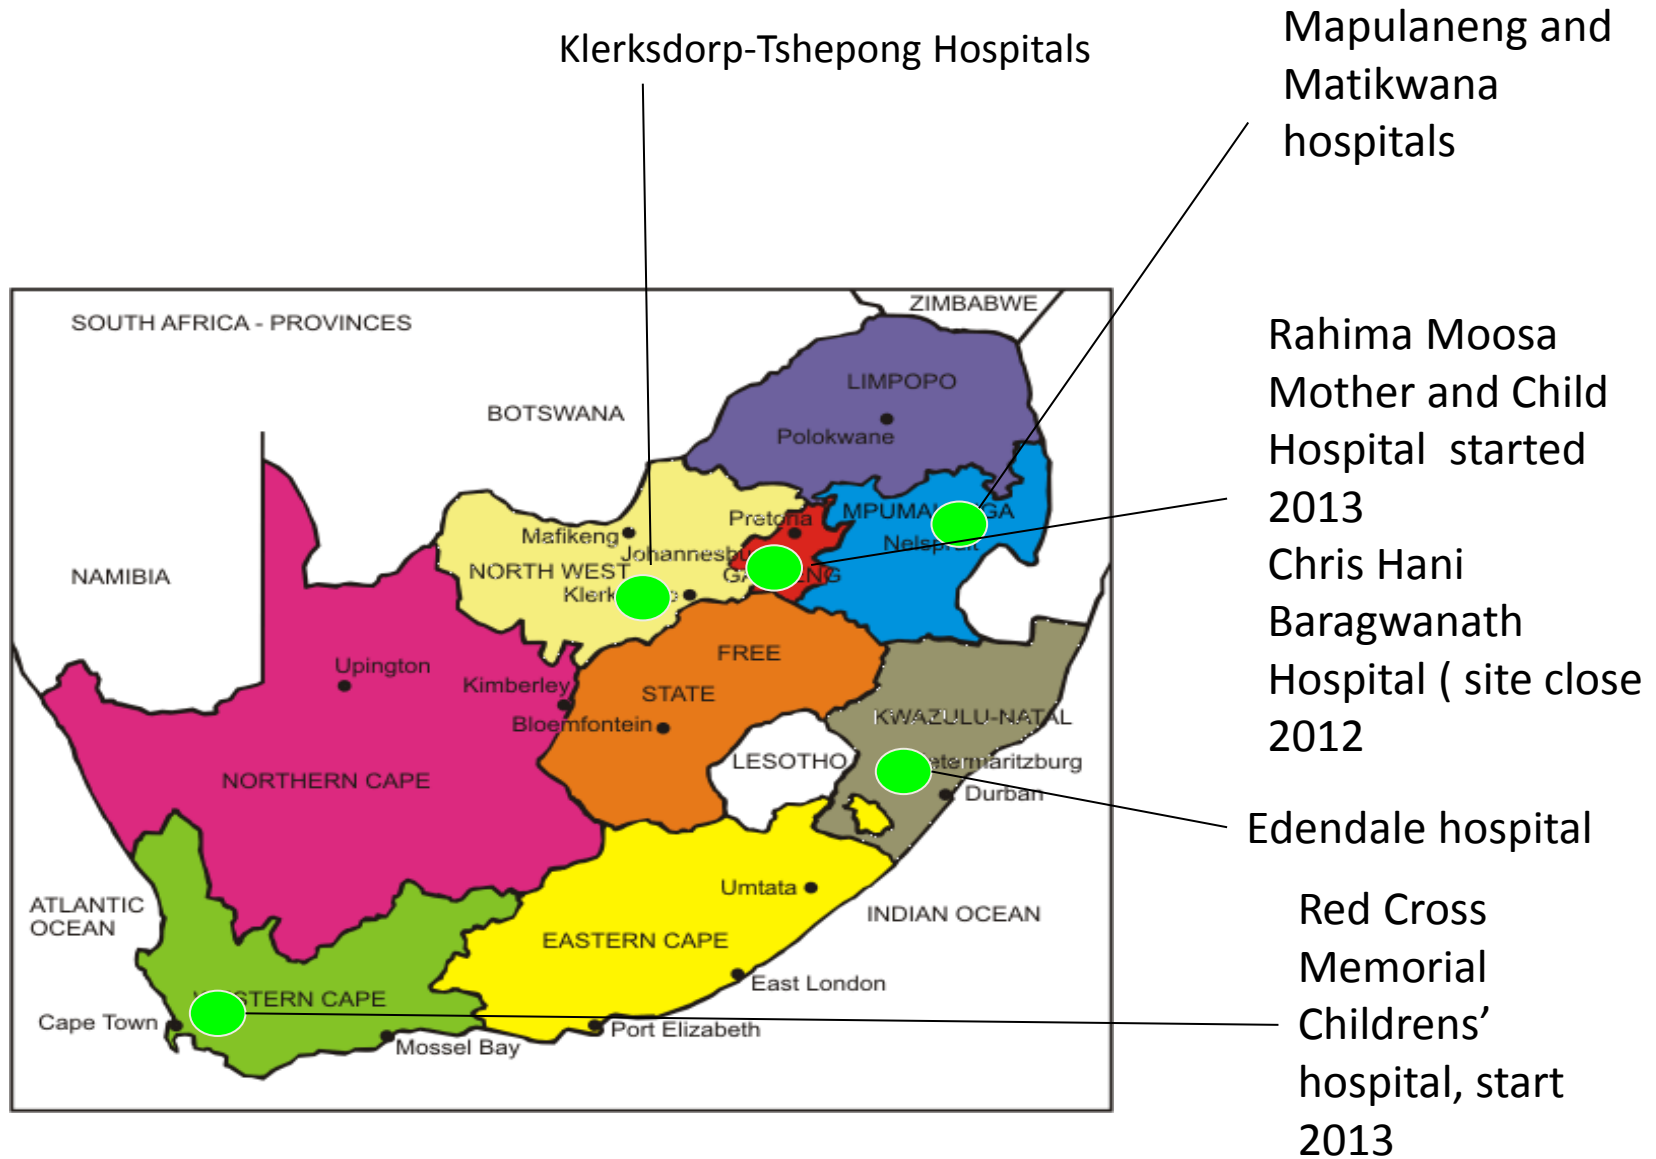 Klerksdorp-Tshepong Hospitals
Mapulaneng and
Matikwana
hospitals
SOUTH AFRICA - PROVINCES
ZIMBABWE
LIMPOPO
Polokwane
BOTSWANA
Rahima Moosa
Mother and Child
Hospital started
2013
Chris Hani
Baragwanath
Hospital ( site close
2012
Pretoria
Mafikeng
NORTH WEST
NAMIBIA
Upington
Kimberley
FREE
STATE
Bloemfontein
KWAZULU-NATAL
LESOTHO
Durban
NORTHERN CAPE
Edendale hospital
Umtata
ATLANTIC
OCEAN
INDIAN OCEAN
EASTERN CAPE
East London
CAPE
Cape Town
Port Elizabeth
Mossel Bay
Red Cross
Memorial
Childrens’
hospital, start
2013